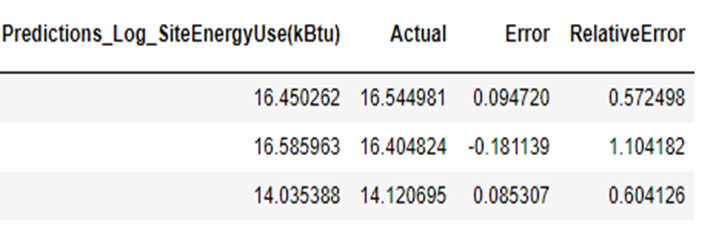 Predictions_Log_SiteEnergyUse(kBtu) Actual Error RelativeError
16.450262 16.544981 0.094720 0.572498
16.585963 16.404824 -0.181139 1.104182
14.035388 14.120695 0.085307 0.604126